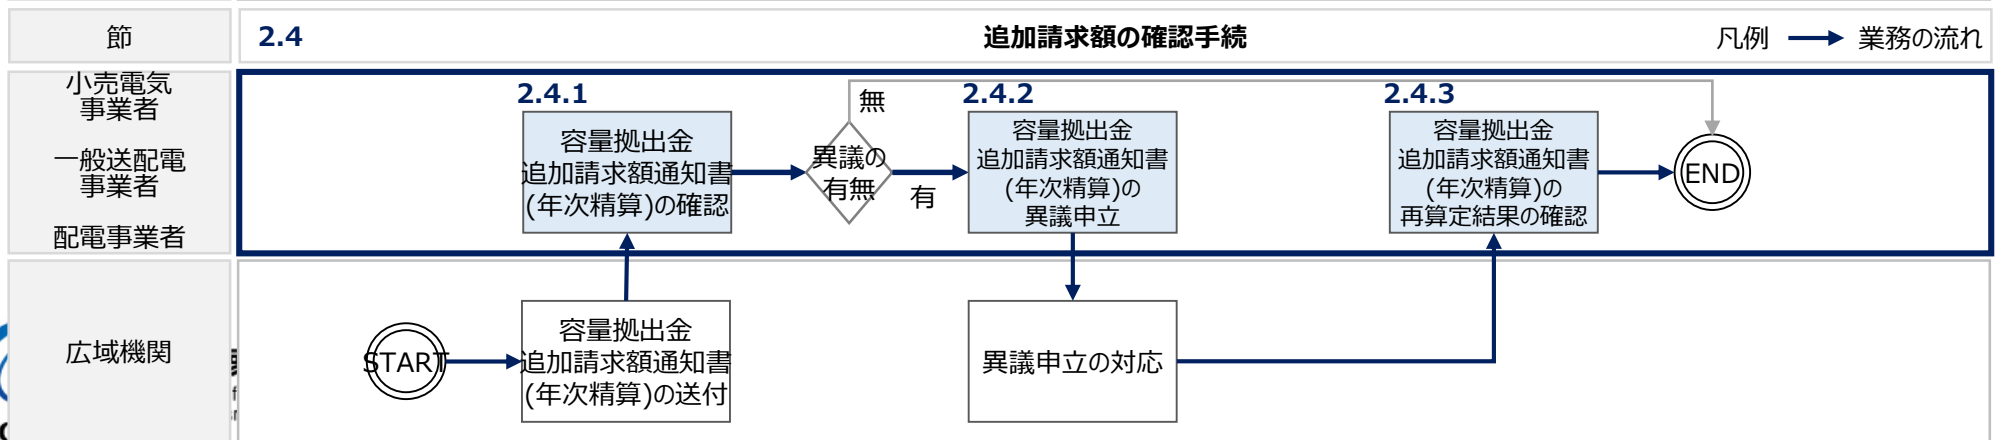 節
2.4
追加請求額の確認手続
凡例
業務の流れ
小売電気
事業者
一般送配電
事業者
配電事業者
2.4.1
容量拠出金
追加請求額通知書
(年次精算)の確認
異議の
有無
無
有
2.4.2
容量拠出金
追加請求額通知書
(年次精算)の
異議申立
2.4.3
容量拠出金
追加請求額通知書
(年次精算)の
再算定結果の確認
END
広域機関
START
容量拠出金
追加請求額通知書
(年次精算)の送付
異議申立の対応